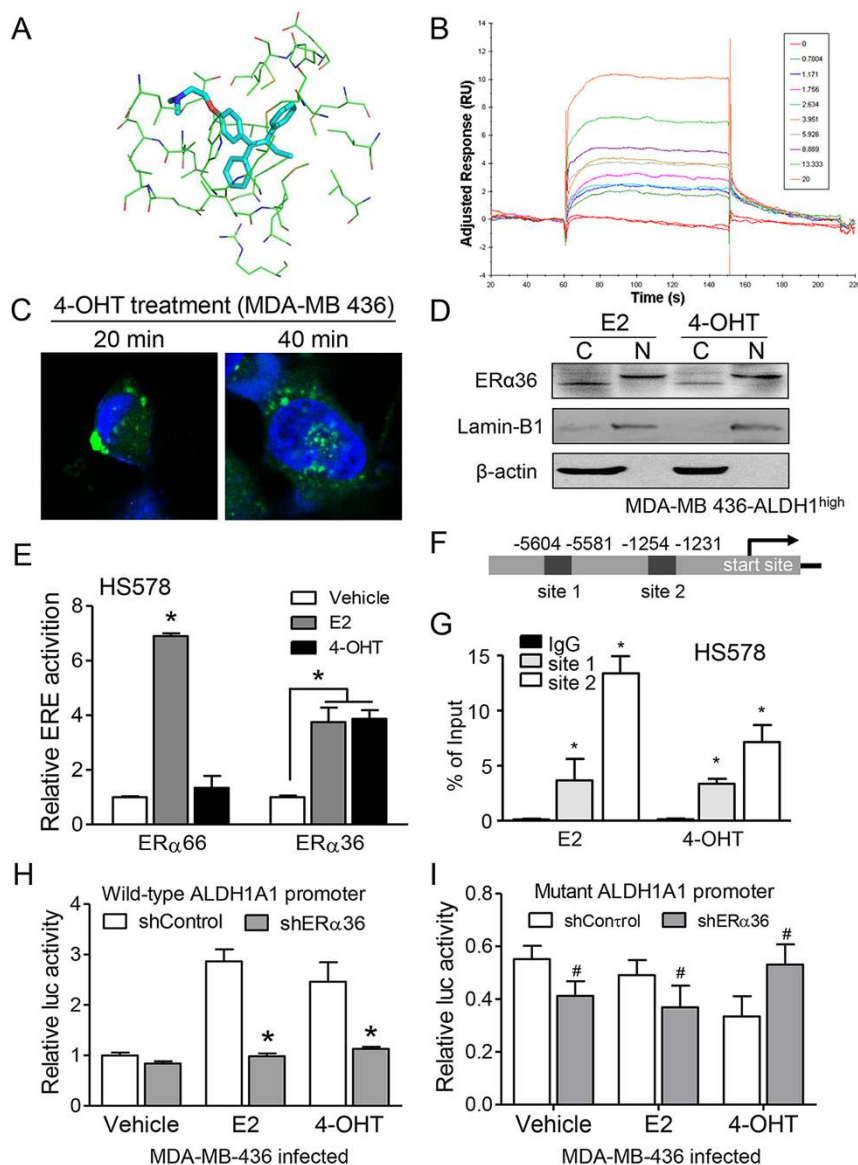 A
B
Adjusted Response (RU)
14
12
10
8
6
4
2
0
-2
-4
20
40
60
80
100
120
140
160
180
200
220
Time (s)
0
0.7804
1.171
1.756
2.634
3.951
5.926
8.889
13.333
20
C
4-OHT treatment (MDA-MB 436)
20 min
40 min
D
E2
4-OHT
C
N
C
N
ERα36
Lamin-B1
β-actin
MDA-MB 436-ALDH1high
E
HS578
Relative ERE activition
8
6
4
2
0
*
*
Vehicle
E2
4-OHT
ERα66
ERα36
F
-5604
-5581
-1254
-1231
start site
site 1
site 2
G
IgG
site 1
site 2
HS578
% of Input
15
10
5
0
*
*
*
*
E2
4-OHT
H
Wild-type ALDH1A1 promoter
shControl
shERα36
Relative luc activity
4
3
2
1
0
*
*
Vehicle
E2
4-OHT
MDA-MB-436 infected
I
Mutant ALDH1A1 promoter
shConτrol
shERα36
Relative luc activity
0.8
0.6
0.4
0.2
0.0
#
#
#
Vehicle
E2
4-OHT
MDA-MB-436 infected